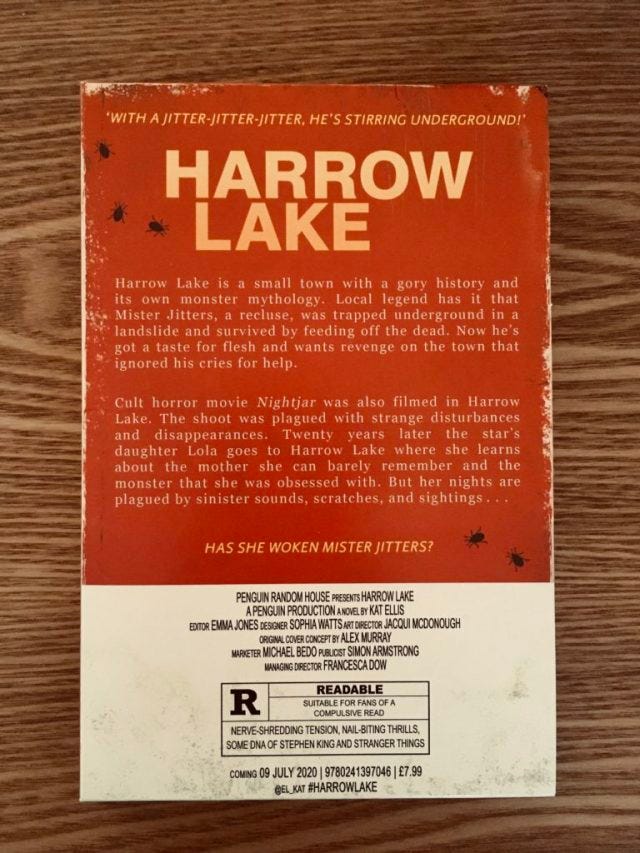 ‘WITH A JITTER-JITTER-JITTER, HE'S STIRRING UNDERGROUND!’
HARROW
LAKE
Harrow Lake is a small town with a gory history and
its own monster mythology. Local legend has it that
Mister Jitters, a recluse, was trapped underground in a
landslide and survived by feeding off the dead. Now he's
got a taste for flesh and wants revenge on the town that
ignored his cries for help.
Cult horror movie Nightjar was also filmed in Harrow
Lake. The shoot was plagued with strange disturbances
and disappearances. Twenty years later the star's
daughter Lola goes to Harrow Lake where she learns
about the mother she can barely remember and the
monster that she was obsessed with. But her nights are
plagued by sinister sounds, scratches, and sightings . . .
HAS SHE WOKEN MISTER JITTERS?
PENGUIN RANDOM HOUSE PRESENTS HARROW LAKE
A PENGUIN PRODUCTION A NOVEL BY KAT ELLIS
EDITOR EMMA JONES DESIGNER SOPHIA WATTS ART DIRECTOR JACQUI MCDONOUGH
ORIGINAL COVER CONCEPT BY ALEX MURRAY
MARKETER MICHAEL BEDO PUBLICIST SIMON ARMSTRONG
MANAGING DIRECTOR FRANCESCA DOW
R READABLE
SUITABLE FOR FANS OF A
COMPULSIVE READ
NERVE-SHREDDING TENSION, NAIL-BITING THRILLS,
SOME DNA OF STEPHEN KING AND STRANGER THINGS
COMING 09 JULY 2020 | 9780241397046 | £7.99
@EL_KAT #HARROWLAKE